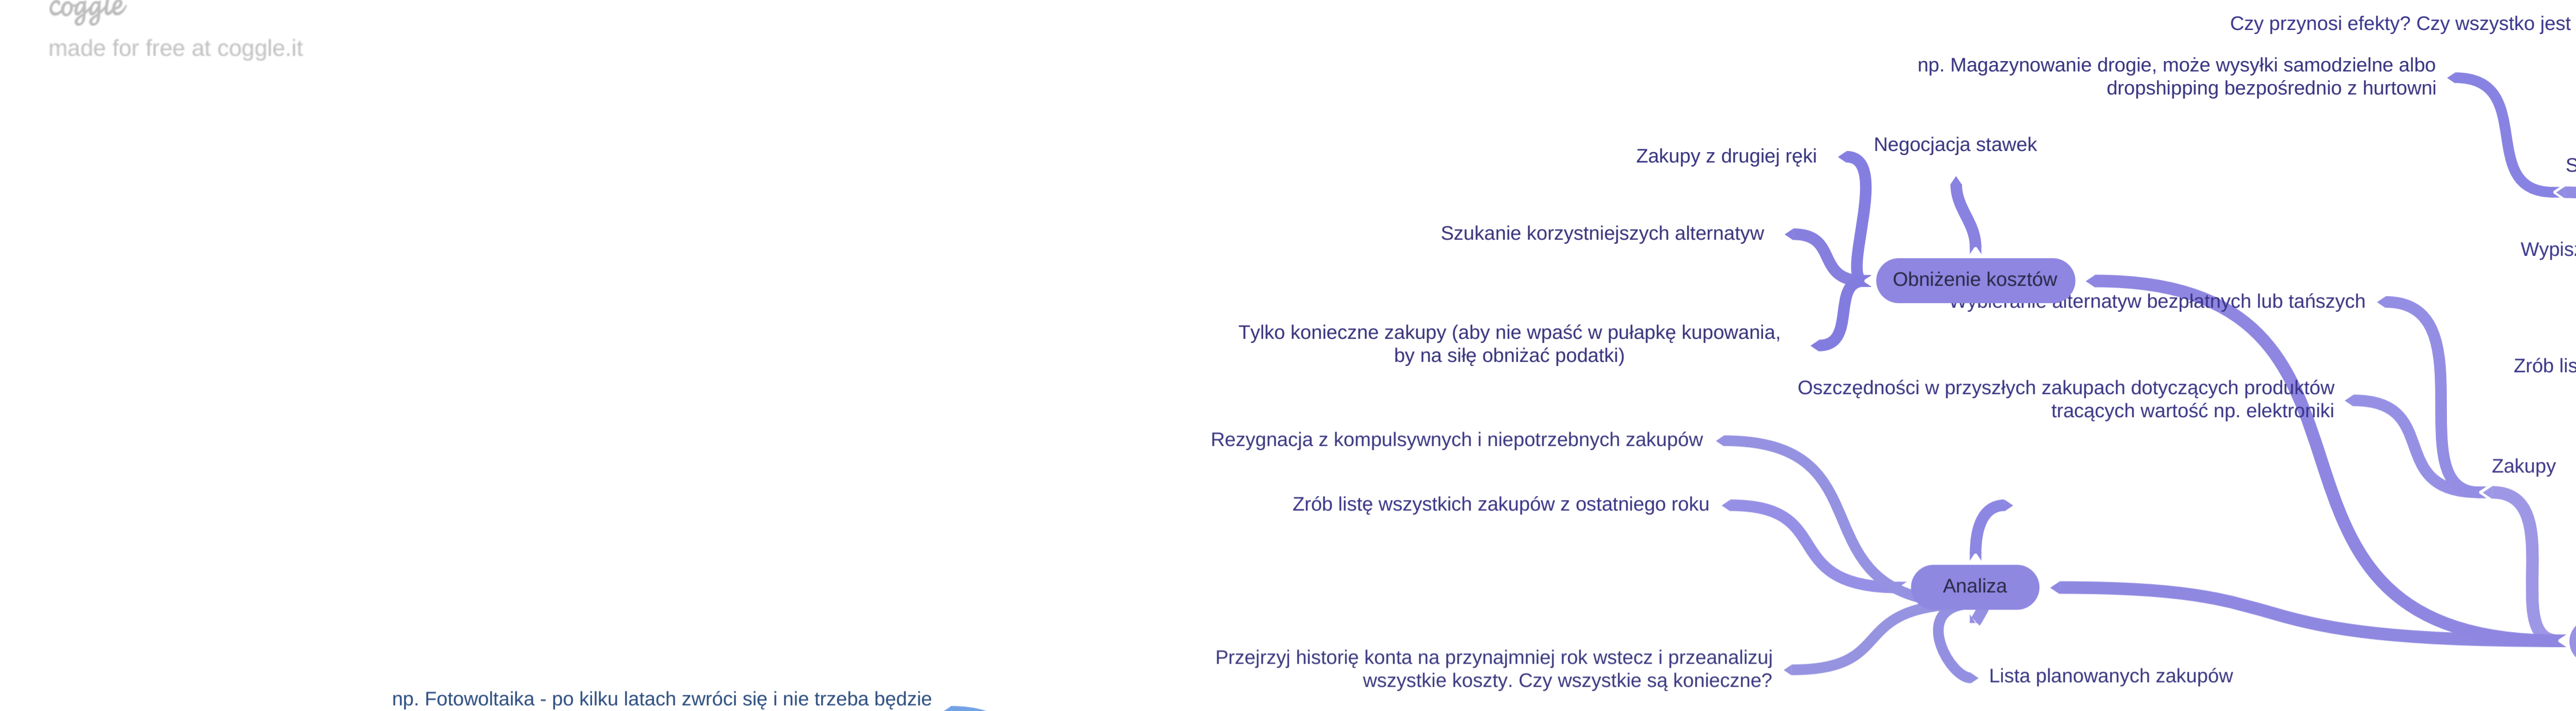 coggle
made for free at coggle.it
Czy przynosi efekty? Czy wszystko jest
np. Magazynowanie drogie, może wysyłki samodzielne albo
dropshipping bezpośrednio z hurtowni
Negocjacja stawek
Zakupy z drugiej ręki
Szukanie korzystniejszych alternatyw
Obniżenie kosztów
Wybieranie alternatyw bezpłatnych lub tańszych
Tylko konieczne zakupy (aby nie wpaść w pułapkę kupowania,
by na siłę obniżać podatki)
Oszczędności w przyszłych zakupach dotyczących produktów
tracących wartość np. elektroniki
Rezygnacja z kompulsywnych i niepotrzebnych zakupów
Zakupy
Zrób listę wszystkich zakupów z ostatniego roku
Analiza
Przejrzyj historię konta na przynajmniej rok wstecz i przeanalizuj
wszystkie koszty. Czy wszystkie są konieczne?
Lista planowanych zakupów
np. Fotowoltaika - po kilku latach zwróci się i nie trzeba będzie
Zrób